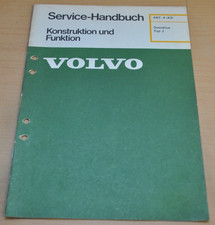 Service-Handbuch
Konstruktion und
Funktion
VOLVO